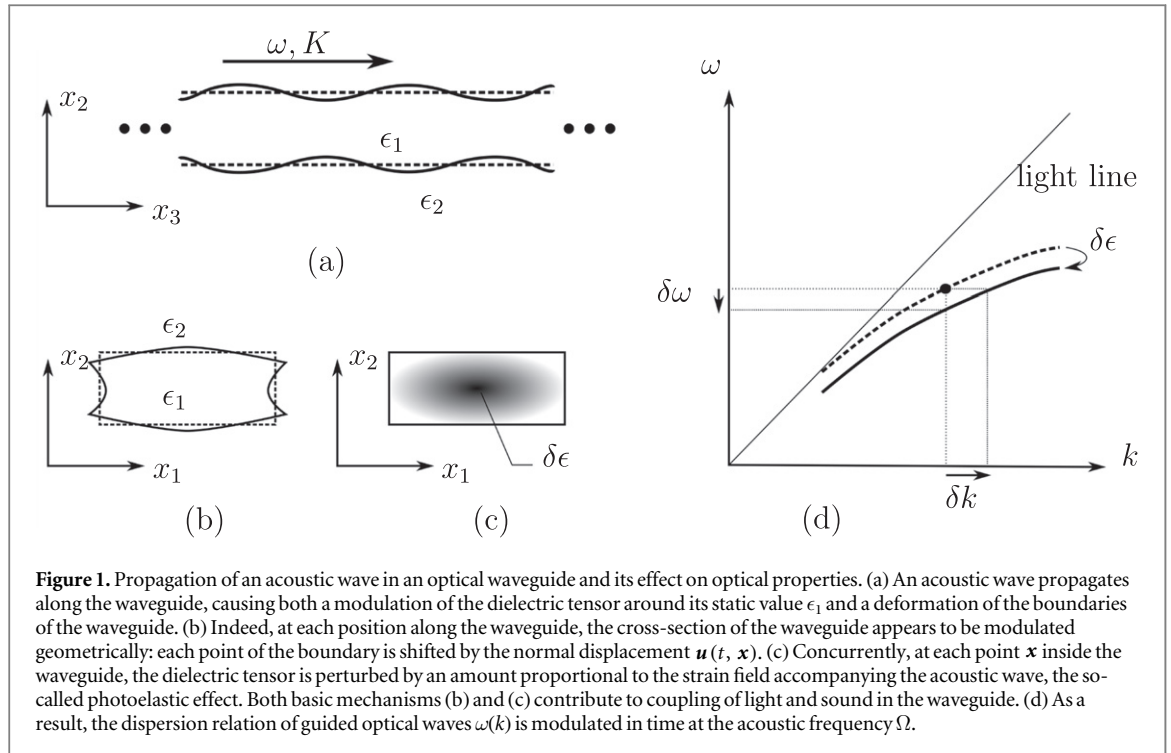 ω, K
x₂
ϵ₁
ϵ₂
x₃
(a)
ϵ₂
x₂
ϵ₁
x₁
(b)
x₂
δϵ
x₁
(c)
ω
light line
δϵ
δω
k
δk
(d)
Figure 1. Propagation of an acoustic wave in an optical waveguide and its effect on optical properties. (a) An acoustic wave propagates
along the waveguide, causing both a modulation of the dielectric tensor around its static value ϵ₁ and a deformation of the boundaries
of the waveguide. (b) Indeed, at each position along the waveguide, the cross-section of the waveguide appears to be modulated
geometrically: each point of the boundary is shifted by the normal displacement u(t, x). (c) Concurrently, at each point x inside the
waveguide, the dielectric tensor is perturbed by an amount proportional to the strain field accompanying the acoustic wave, the so-
called photoelastic effect. Both basic mechanisms (b) and (c) contribute to coupling of light and sound in the waveguide. (d) As a
result, the dispersion relation of guided optical waves ω(k) is modulated in time at the acoustic frequency Ω.